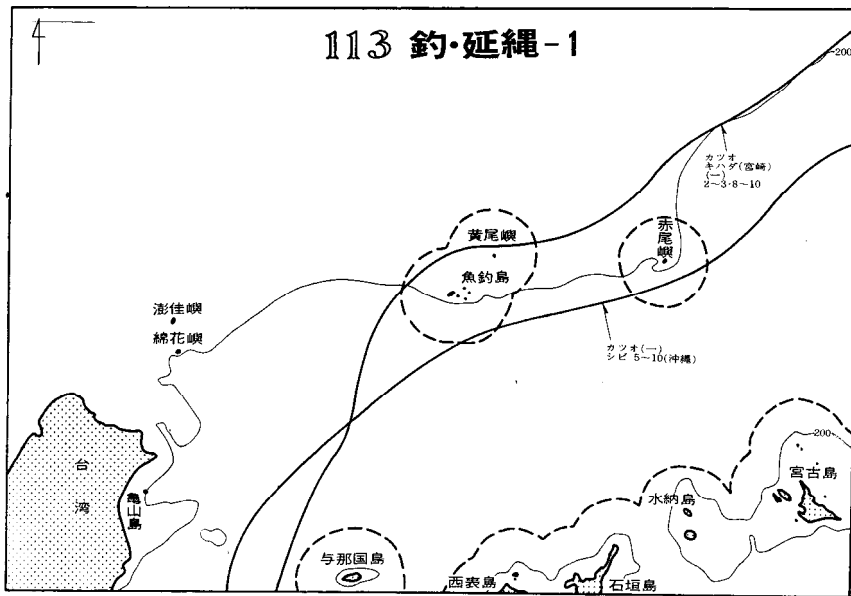 113 釣・延縄-1
200
カツオ
キハダ(宮崎)
(一)
2〜3・8〜10
黄尾嶼
赤尾嶼
魚釣島
澎佳嶼
綿花嶼
カツオ(一)
シビ 5〜10(沖縄)
台湾
亀山島
200
宮古島
水納島
与那国島
西表島
石垣島